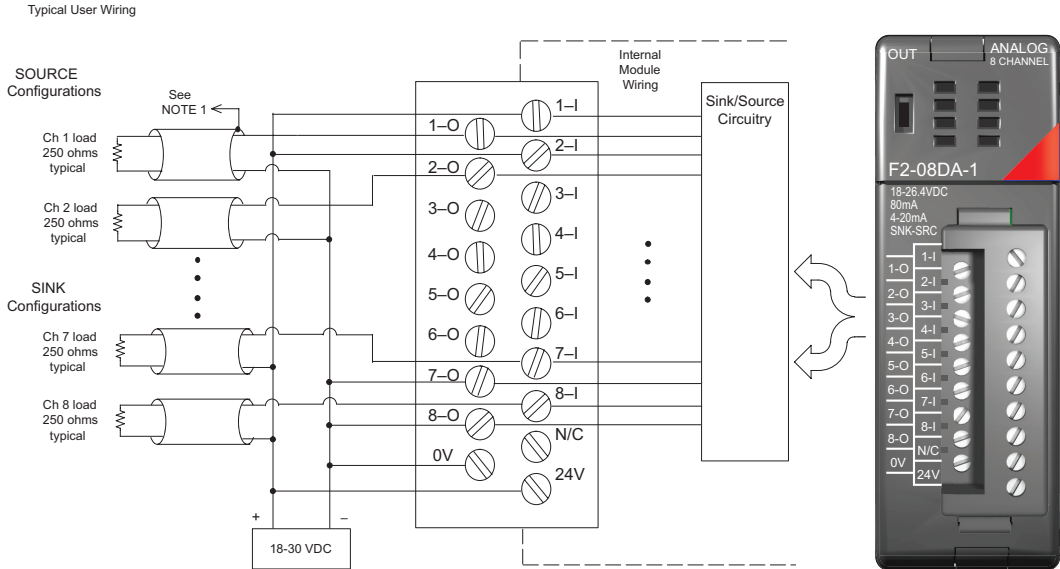 Typical User Wiring
SOURCE
Configurations
See
NOTE 1
Ch 1 load
250 ohms
typical
Ch 2 load
250 ohms
typical
SINK
Configurations
Ch 7 load
250 ohms
typical
Ch 8 load
250 ohms
typical
+
–
18-30 VDC
Internal
Module
Wiring
1–I
1–O
2–I
2–O
3–I
3–O
4–I
4–O
5–I
5–O
6–I
6–O
7–I
7–O
8–I
8–O
N/C
0V
24V
Sink/Source
Circuitry
OUT
ANALOG
8 CHANNEL
F2-08DA-1
18-26.4VDC
80mA
4-20mA
SNK-SRC
1-I
1-O
2-I
2-O
3-I
3-O
4-I
4-O
5-I
5-O
6-I
6-O
7-I
7-O
8-I
8-O
N/C
0V
24V